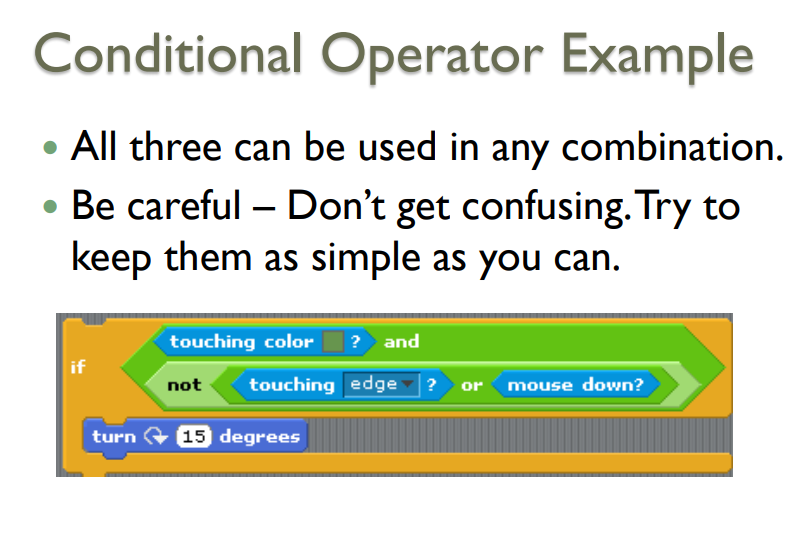 Conditional Operator Example
• All three can be used in any combination.
• Be careful – Don't get confusing. Try to
keep them as simple as you can.
touching color ? and
if
not touching edge ? or mouse down?
turn 15 degrees